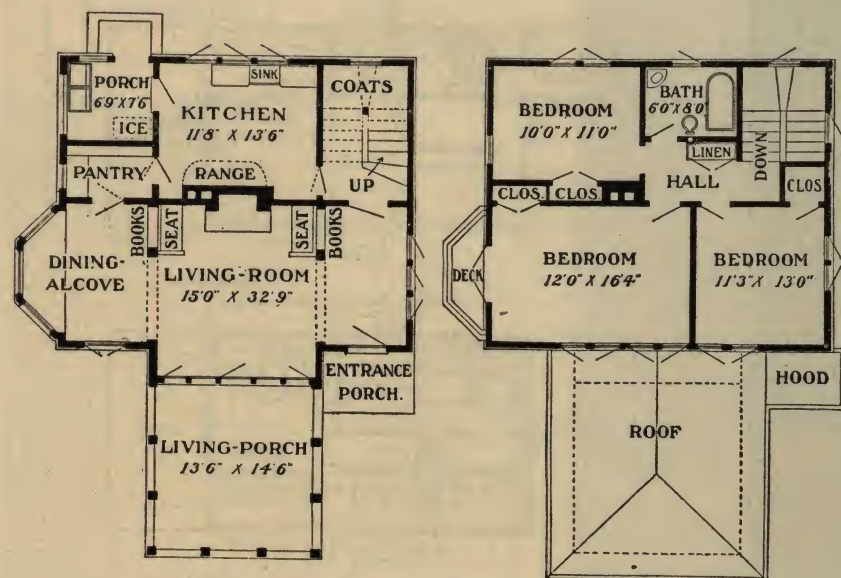 PORCH
6'9" X 7'6"
ICE
KITCHEN
11'8" X 13'6"
SINK
COATS
PANTRY
RANGE
UP
DINING-
ALCOVE
BOOKS
SEAT
SEAT
BOOKS
LIVING-ROOM
15'0" X 32'9"
ENTRANCE
PORCH.
LIVING-PORCH
13'6" X 14'6"
BEDROOM
10'0" X 11'0"
BATH
6'0" X 8'0"
LINEN
DOWN
HALL
CLOS.
CLOS.
CLOS.
DECK
BEDROOM
12'0" X 16'4"
BEDROOM
11'3" X 13'0"
HOOD
ROOF